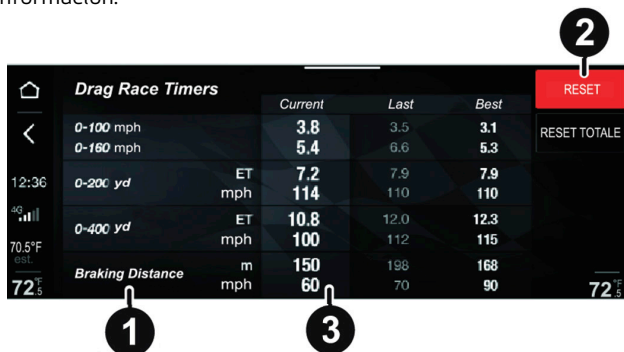 información.
2
Drag Race Timers
Current Last Best
RESET
0-100 mph 3.8 3.5 3.1
0-160 mph 5.4 6.6 5.3
RESET TOTALE
12:36
0-200 yd ET 7.2 7.9 7.9
mph 114 110 110
4G
0-400 yd ET 10.8 12.0 12.3
mph 100 112 115
70.5°F
est.
Braking Distance m 150 198 168
mph 60 70 90
72.5°F
72.5°F
1 3